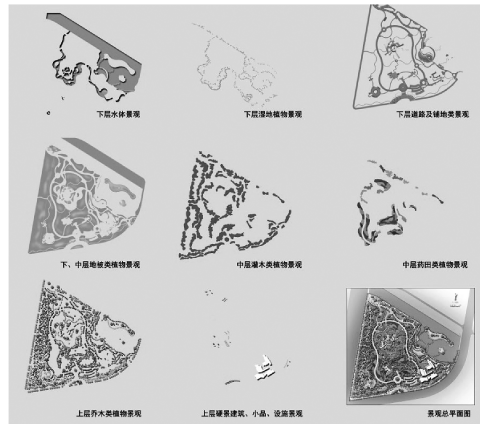 下层水体景观
下层湿地植物景观
下层道路及铺地类景观
下、中层地被类植物景观
中层灌木类植物景观
中层药田类植物景观
上层乔木类植物景观
上层硬景建筑、小品、设施景观
景观总平面图